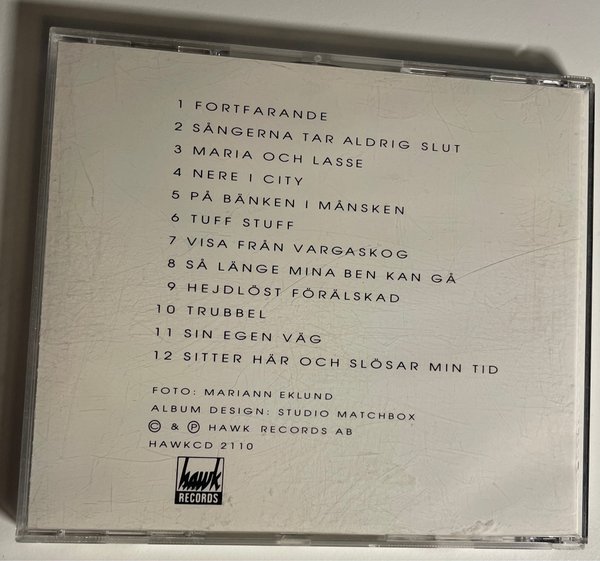 1 FORTFARANDE
2 SÅNGERNA TAR ALDRIG SLUT
3 MARIA OCH LASSE
4 NERE I CITY
5 PÅ BÄNKEN I MÅNSKEN
6 TUFF STUFF
7 VISA FRÅN VARGASKOG
8 SÅ LÄNGE MINA BEN KAN GÅ
9 HEJDLÖST FÖRÄLSKAD
10 TRUBBEL
11 SIN EGEN VÄG
12 SITTER HÄR OCH SLÖSAR MIN TID
FOTO: MARIANN EKLUND
ALBUM DESIGN: STUDIO MATCHBOX
© & ℗ HAWK RECORDS AB
HAWKCD 2110
hawk
RECORDS